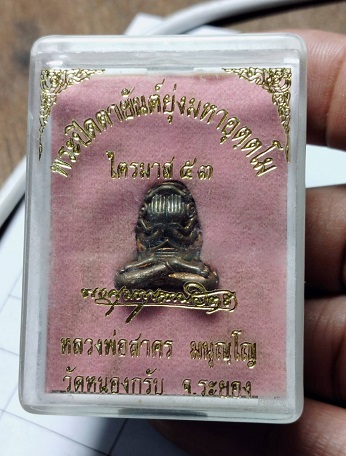 พระปิดตายันต์ยุ่งมหาอุตตโม
ไตรมาส ๕๓
หลวงพ่อสาคร มนุญฺโญ
วัดหนองกรับ จ.ระยอง